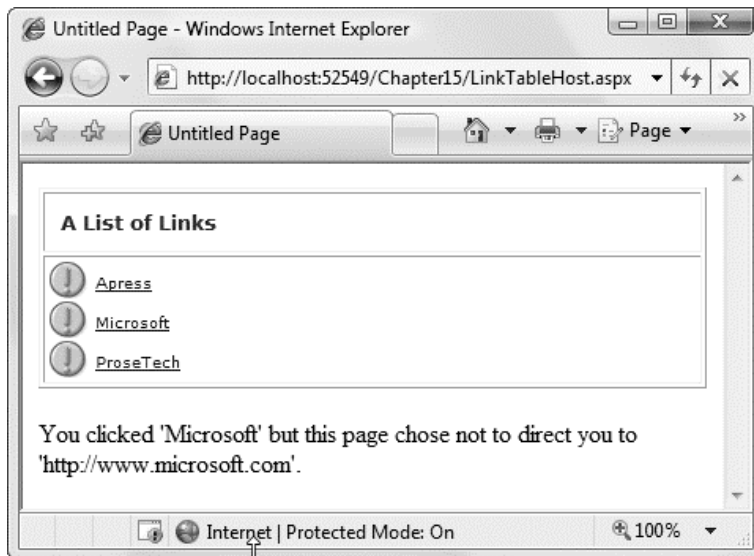 Untitled Page - Windows Internet Explorer
http://localhost:52549/Chapter15/LinkTableHost.aspx
Untitled Page
Page
A List of Links
Apress
Microsoft
ProseTech
You clicked 'Microsoft' but this page chose not to direct you to
'http://www.microsoft.com'.
Internet | Protected Mode: On
100%